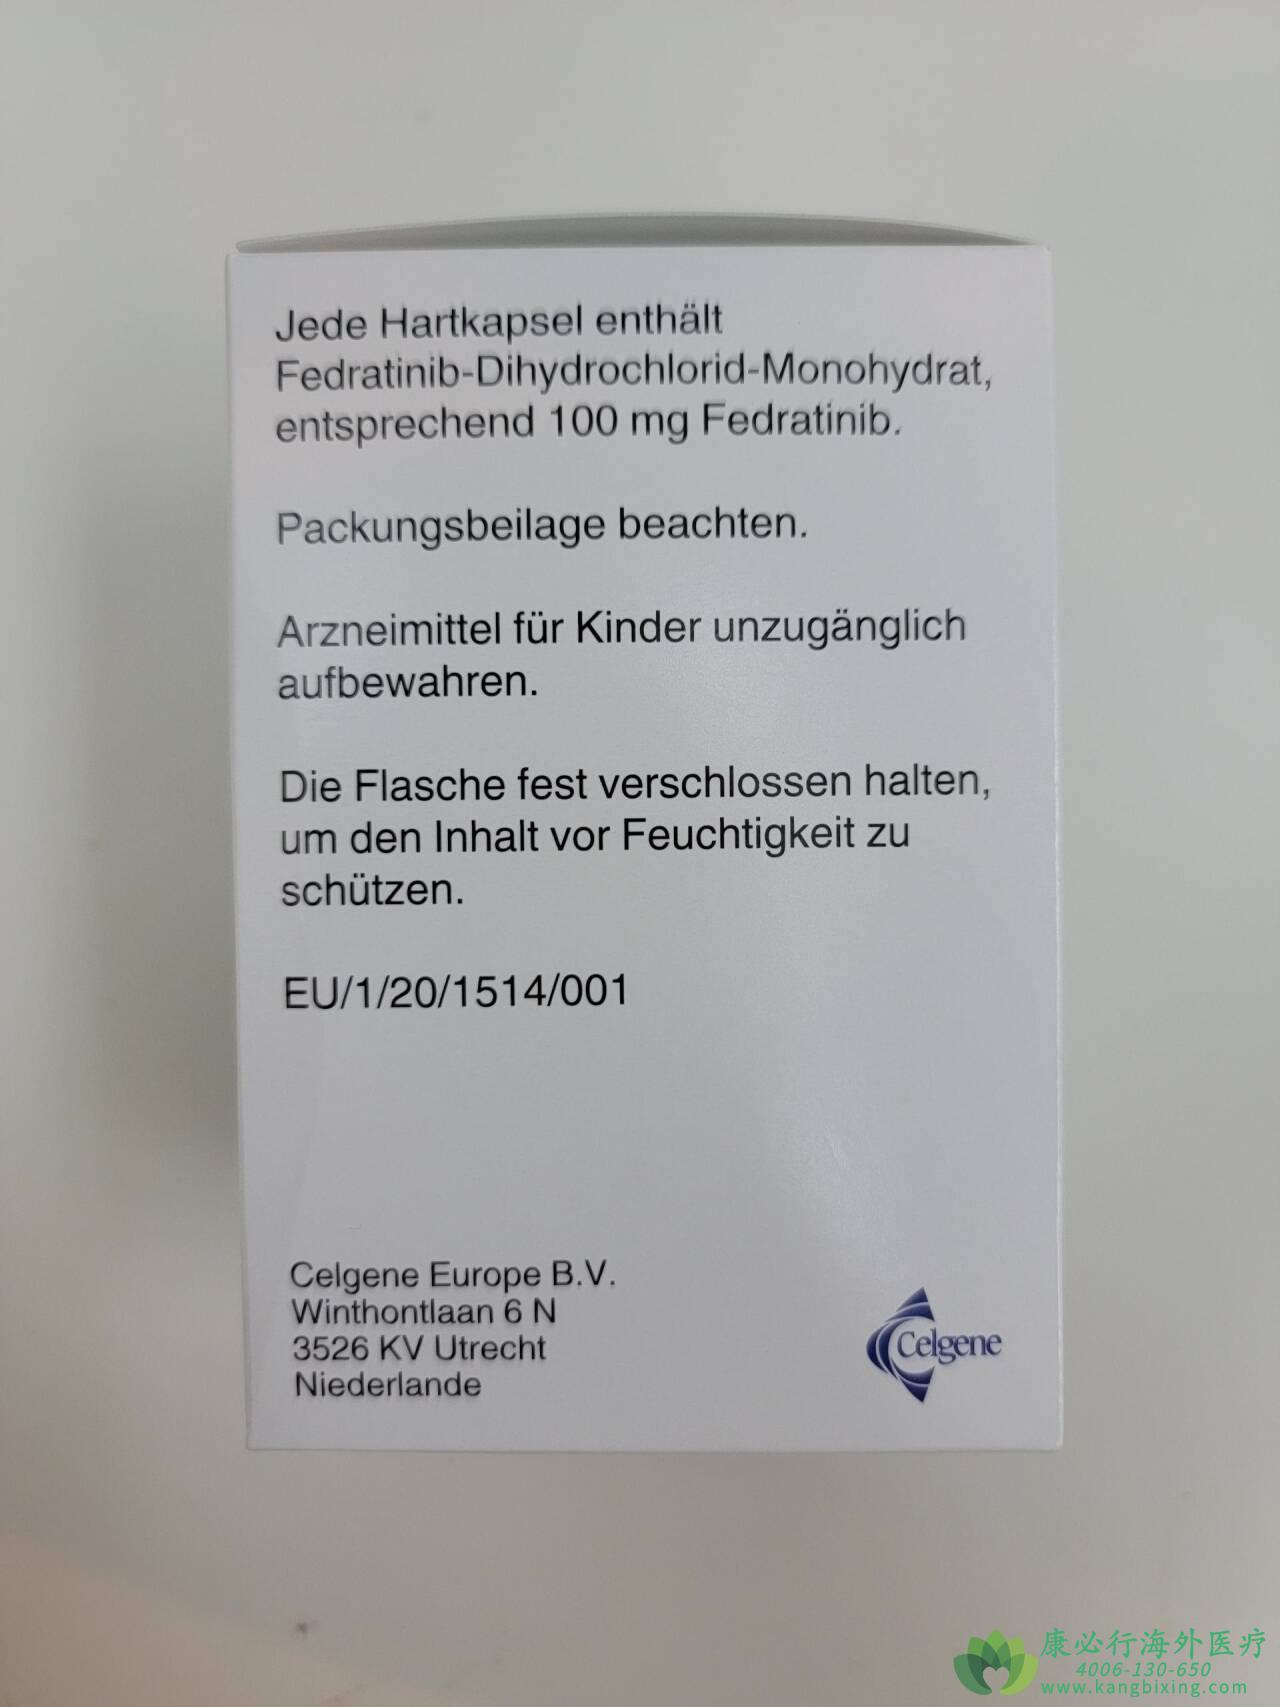 Jede Hartkapsel enthält
Fedratinib-Dihydrochlorid-Monohydrat,
entsprechend 100 mg Fedratinib.
Packungsbeilage beachten.
Arzneimittel für Kinder unzugänglich
aufbewahren.
Die Flasche fest verschlossen halten,
um den Inhalt vor Feuchtigkeit zu
schützen.
EU/1/20/1514/001
Celgene Europe B.V.
Winthontlaan 6 N
3526 KV Utrecht
Niederlande
Celgene
康必行海外医疗
4006-130-650
www.kangbixing.com